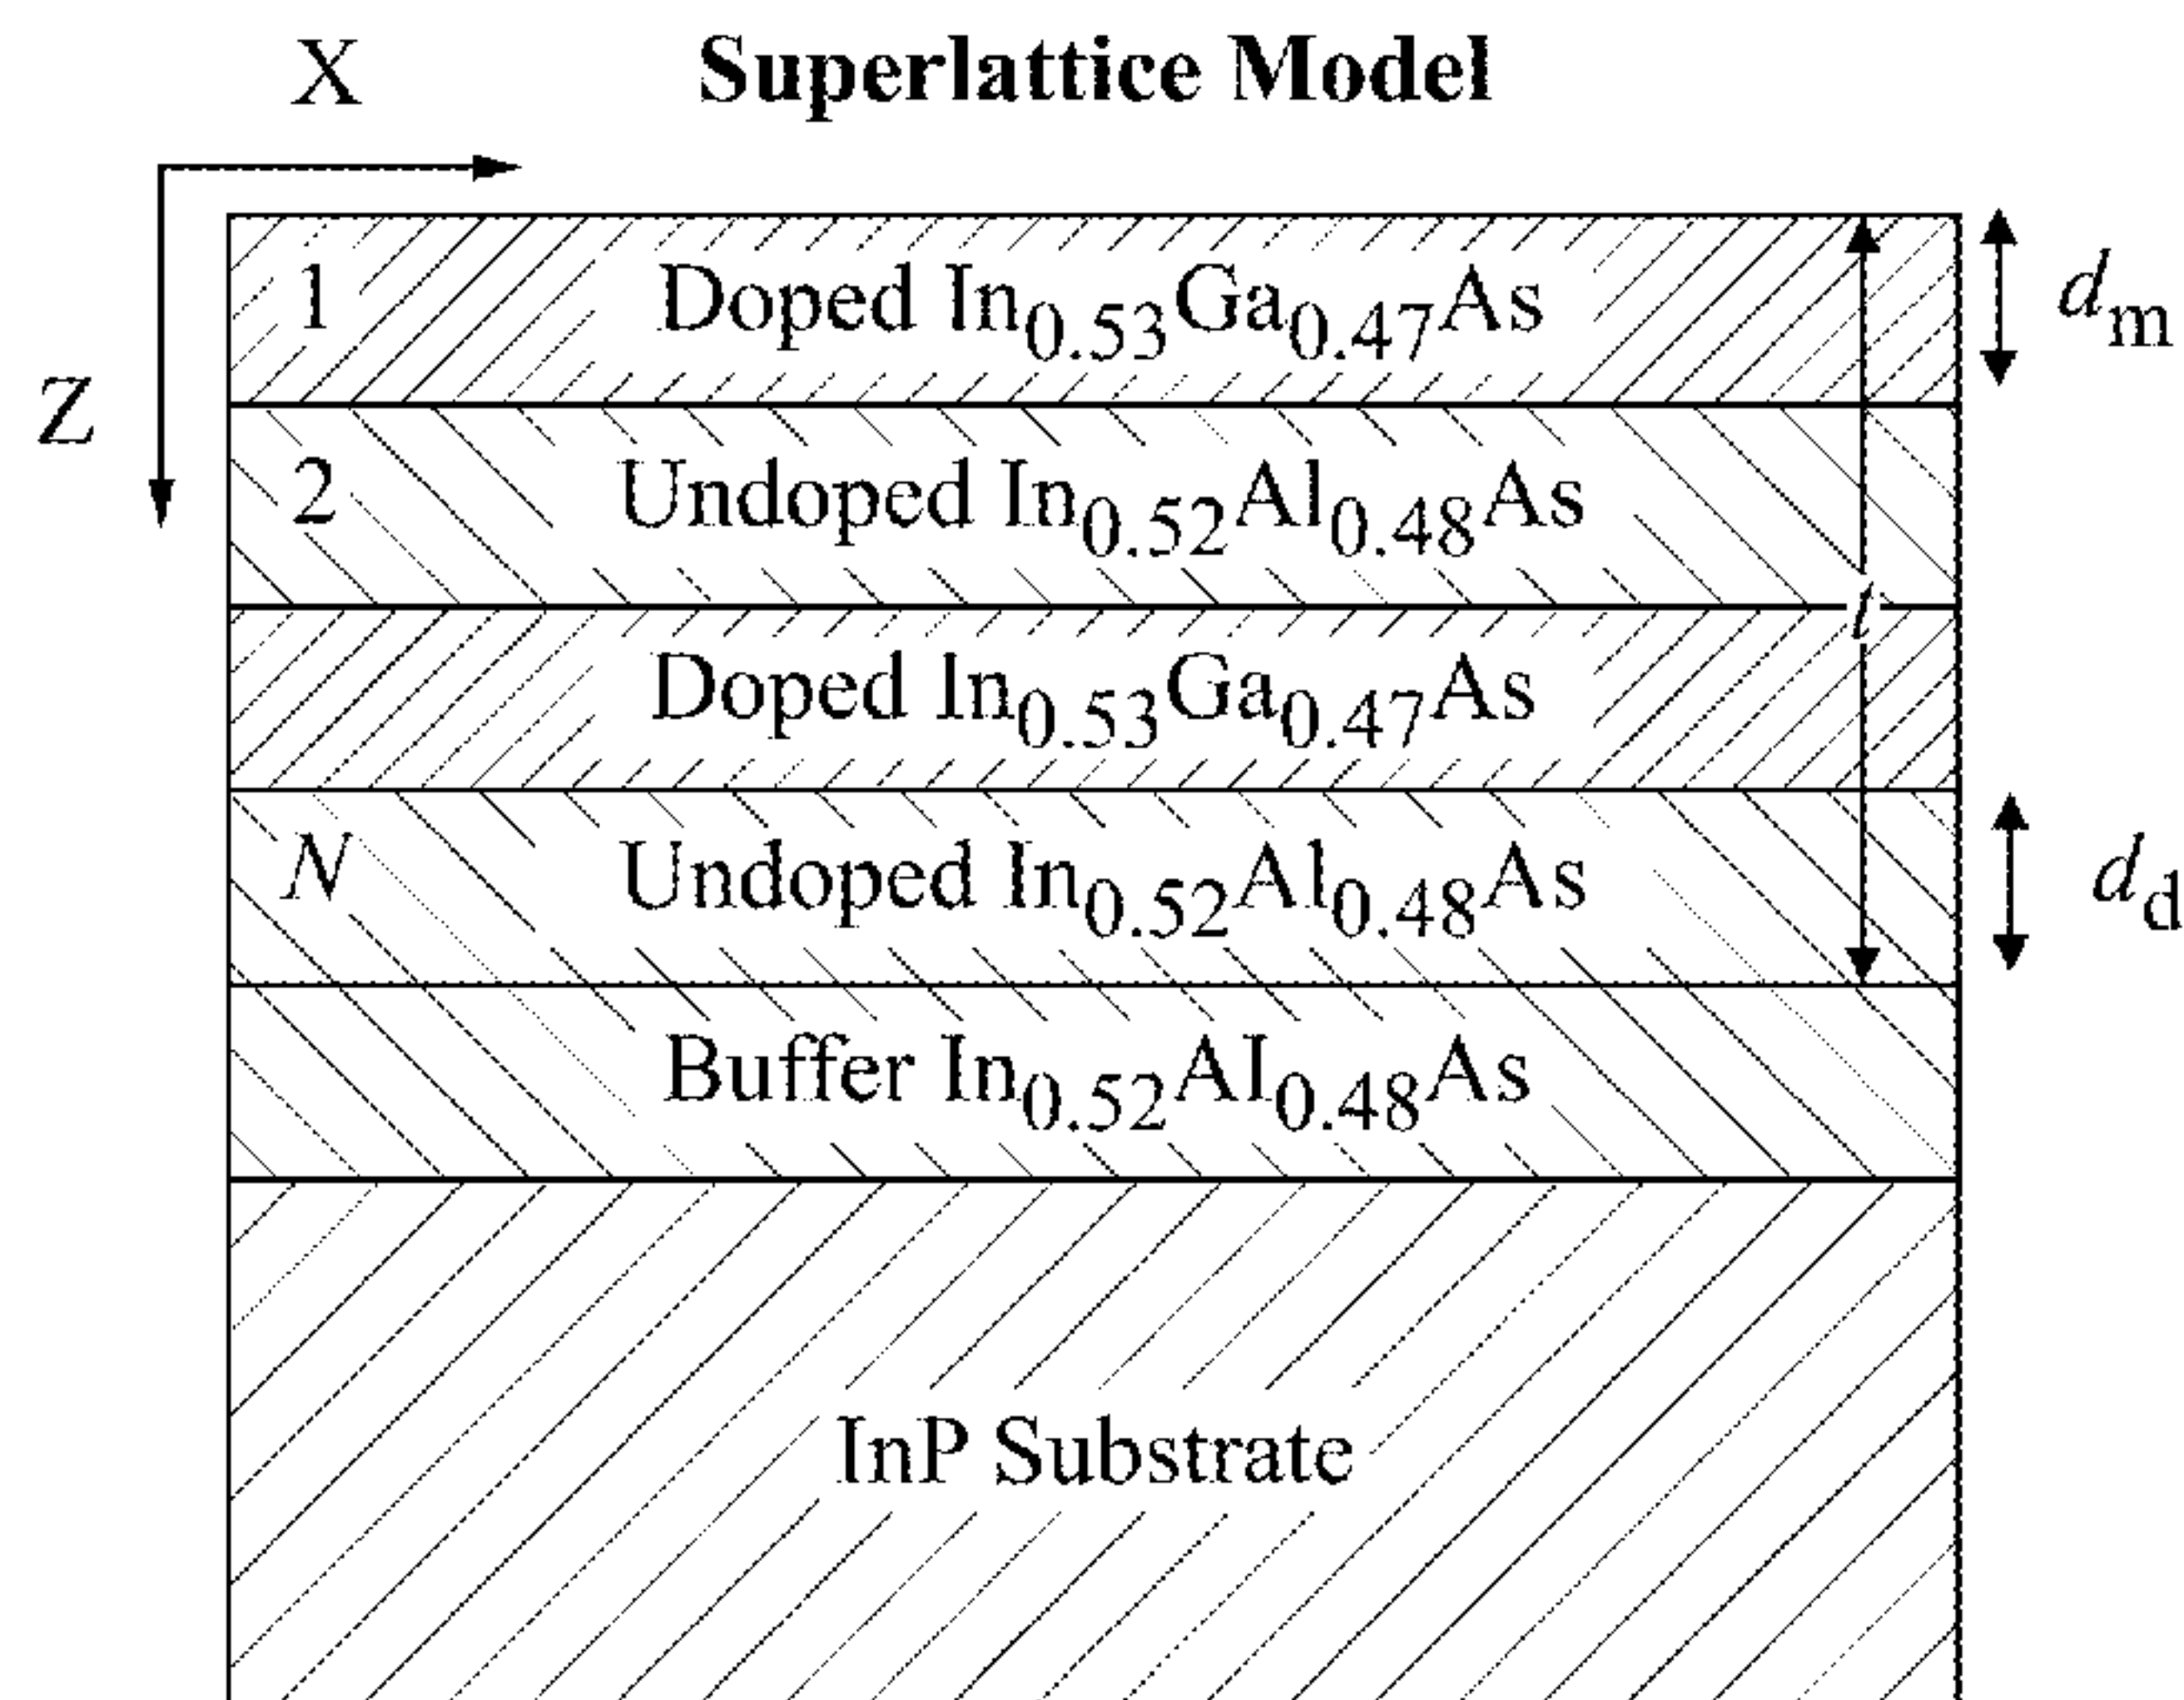 X Superlattice Model
1 Doped In0.53Ga0.47As dm
Z
2 Undoped In0.52Al0.48As
l
Doped In0.53Ga0.47As
N Undoped In0.52Al0.48As dd
Buffer In0.52AI0.48As
InP Substrate